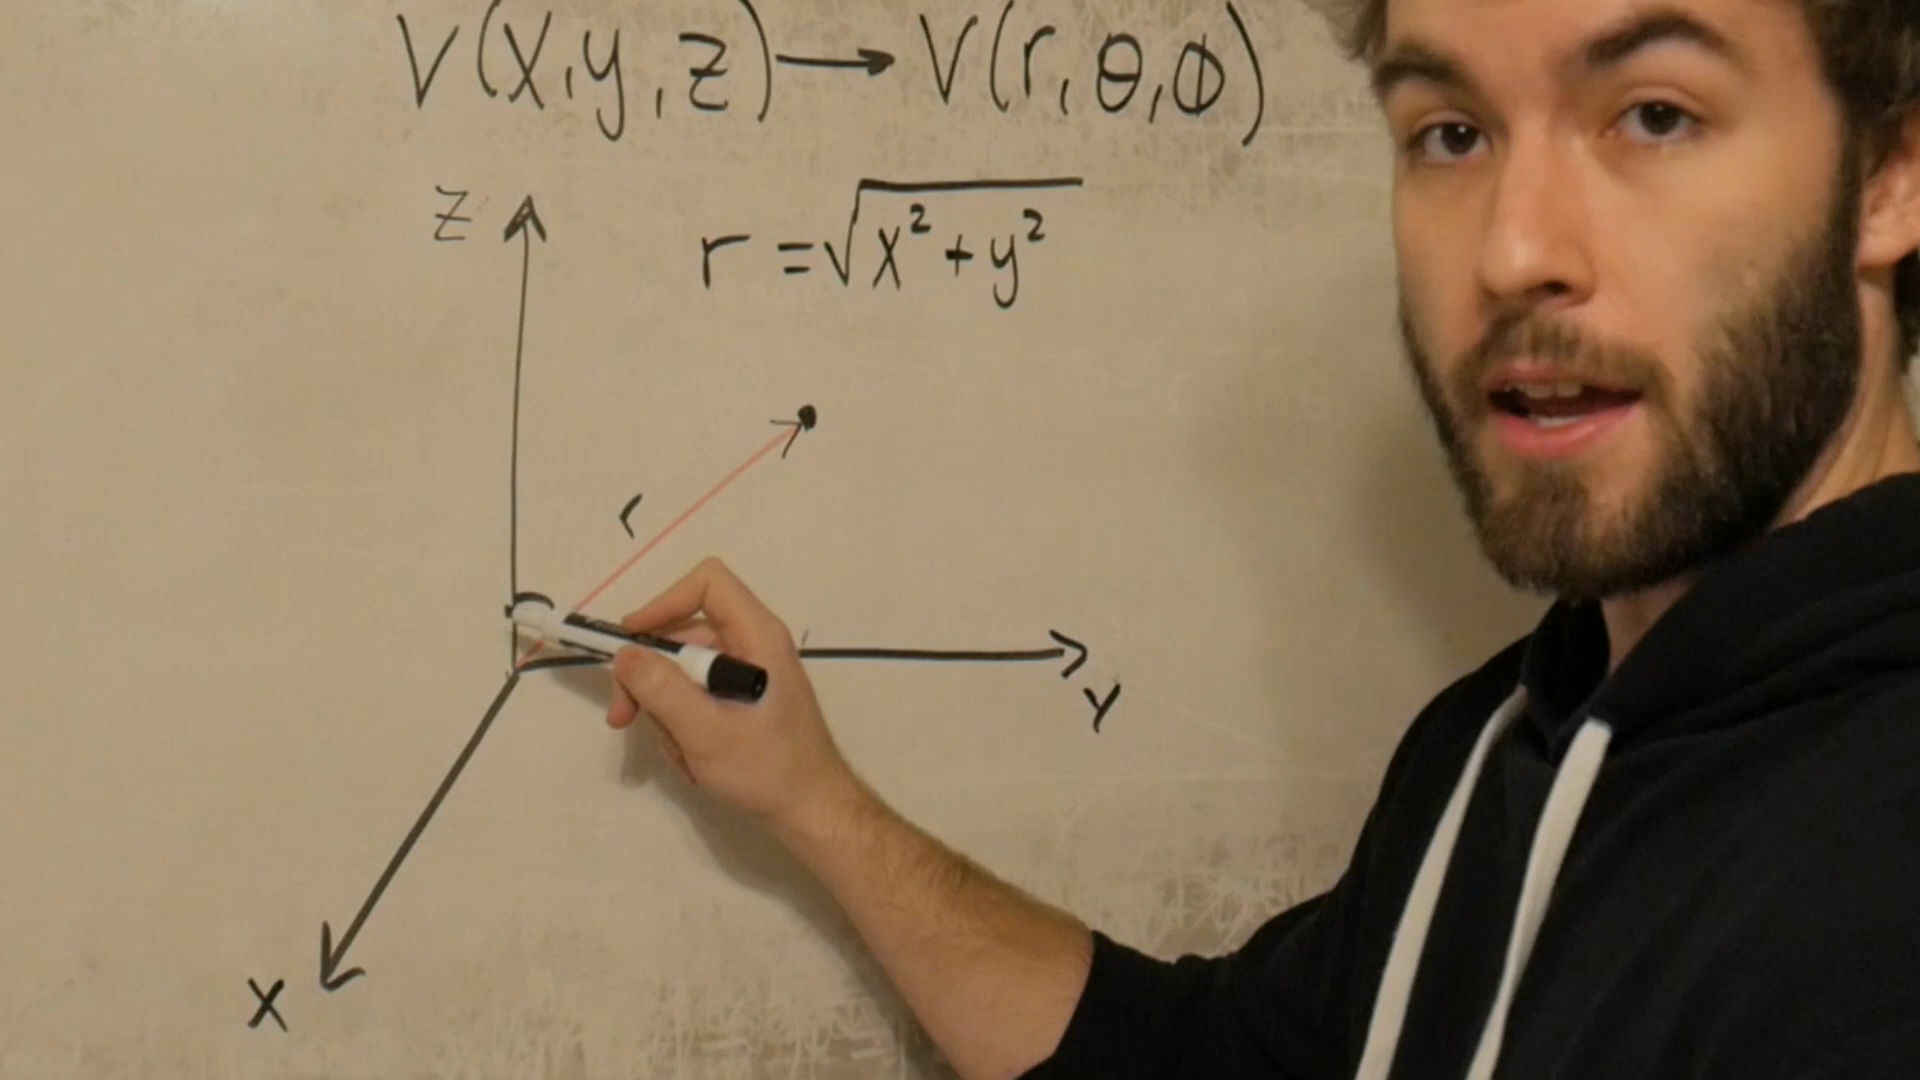 V(x,y,z)→V(r,θ,φ)
z
r=√x²+y²
r
y
x